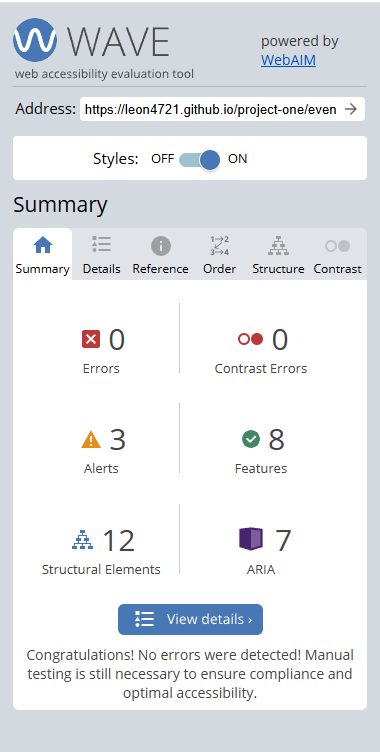 WAVE
web accessibility evaluation tool
powered by
WebAIM
Address: https://leon4721.github.io/project-one/even
Styles: OFF ON
Summary
Summary Details Reference Order Structure Contrast
0
Errors
0
Contrast Errors
3
Alerts
8
Features
12
Structural Elements
7
ARIA
View details ›
Congratulations! No errors were detected! Manual
testing is still necessary to ensure compliance and
optimal accessibility.